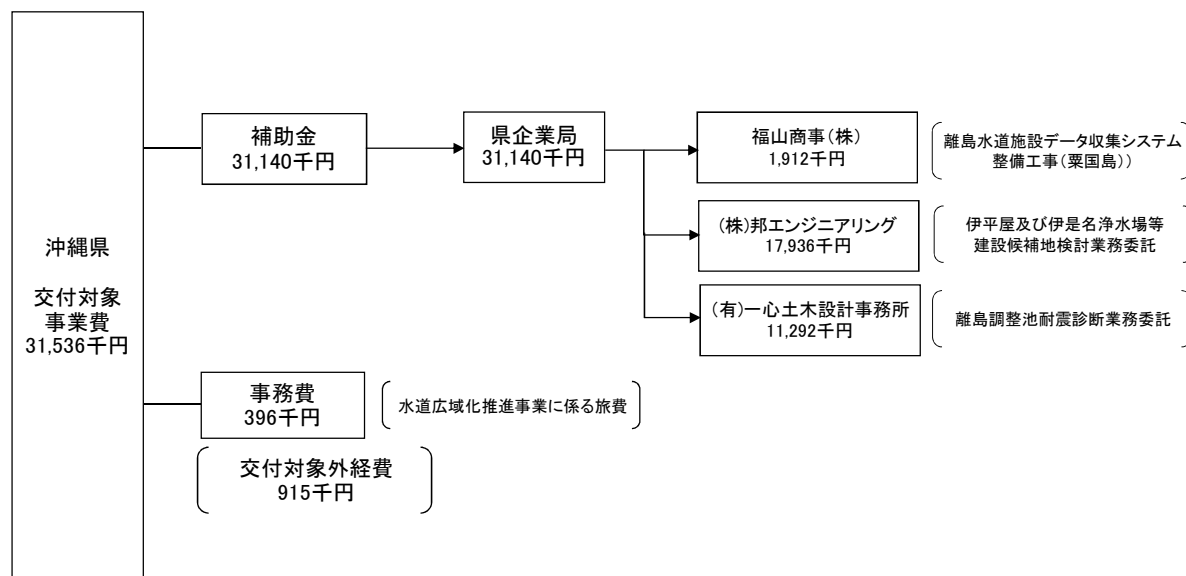 沖縄県
交付対象
事業費
31,536千円
補助金
31,140千円
県企業局
31,140千円
福山商事(株)
1,912千円
離島水道施設データ収集システム
整備工事(粟国島))
(株)邦エンジニアリング
17,936千円
伊平屋及び伊是名浄水場等
建設候補地検討業務委託
(有)一心土木設計事務所
11,292千円
離島調整池耐震診断業務委託
事務費
396千円
水道広域化推進事業に係る旅費
交付対象外経費
915千円